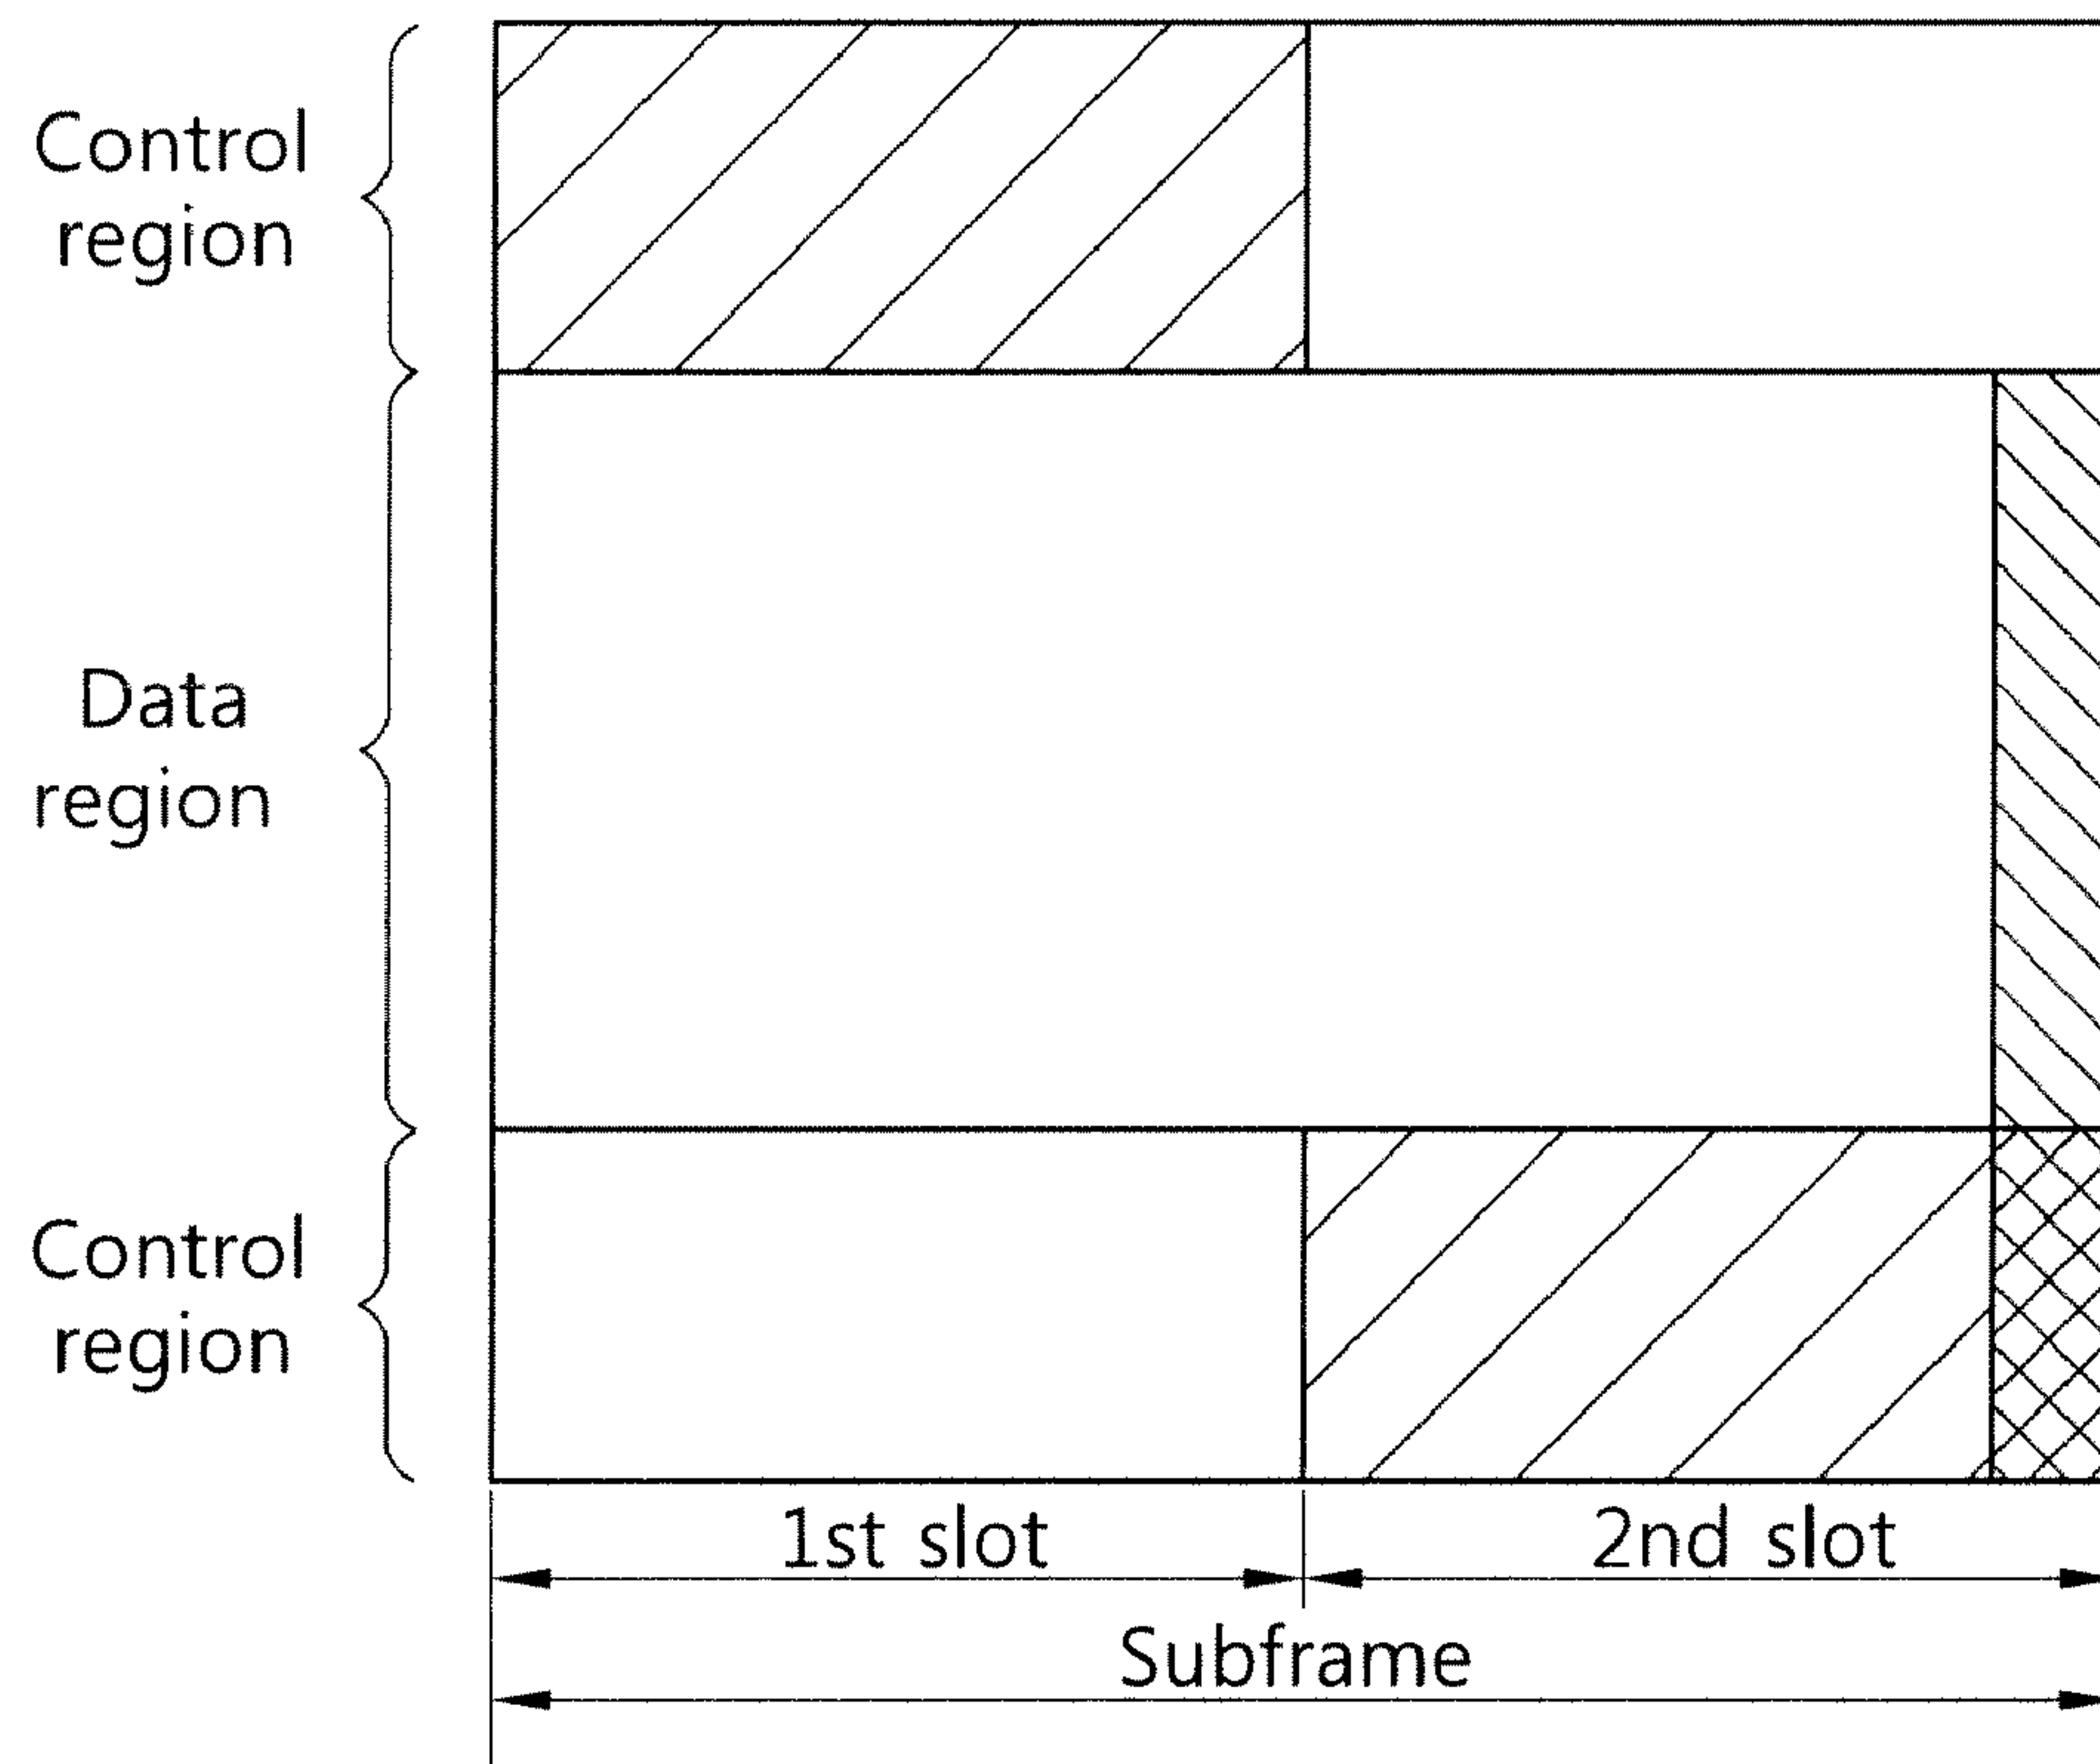 Control
region
Data
region
Control
region
1st slot
2nd slot
Subframe